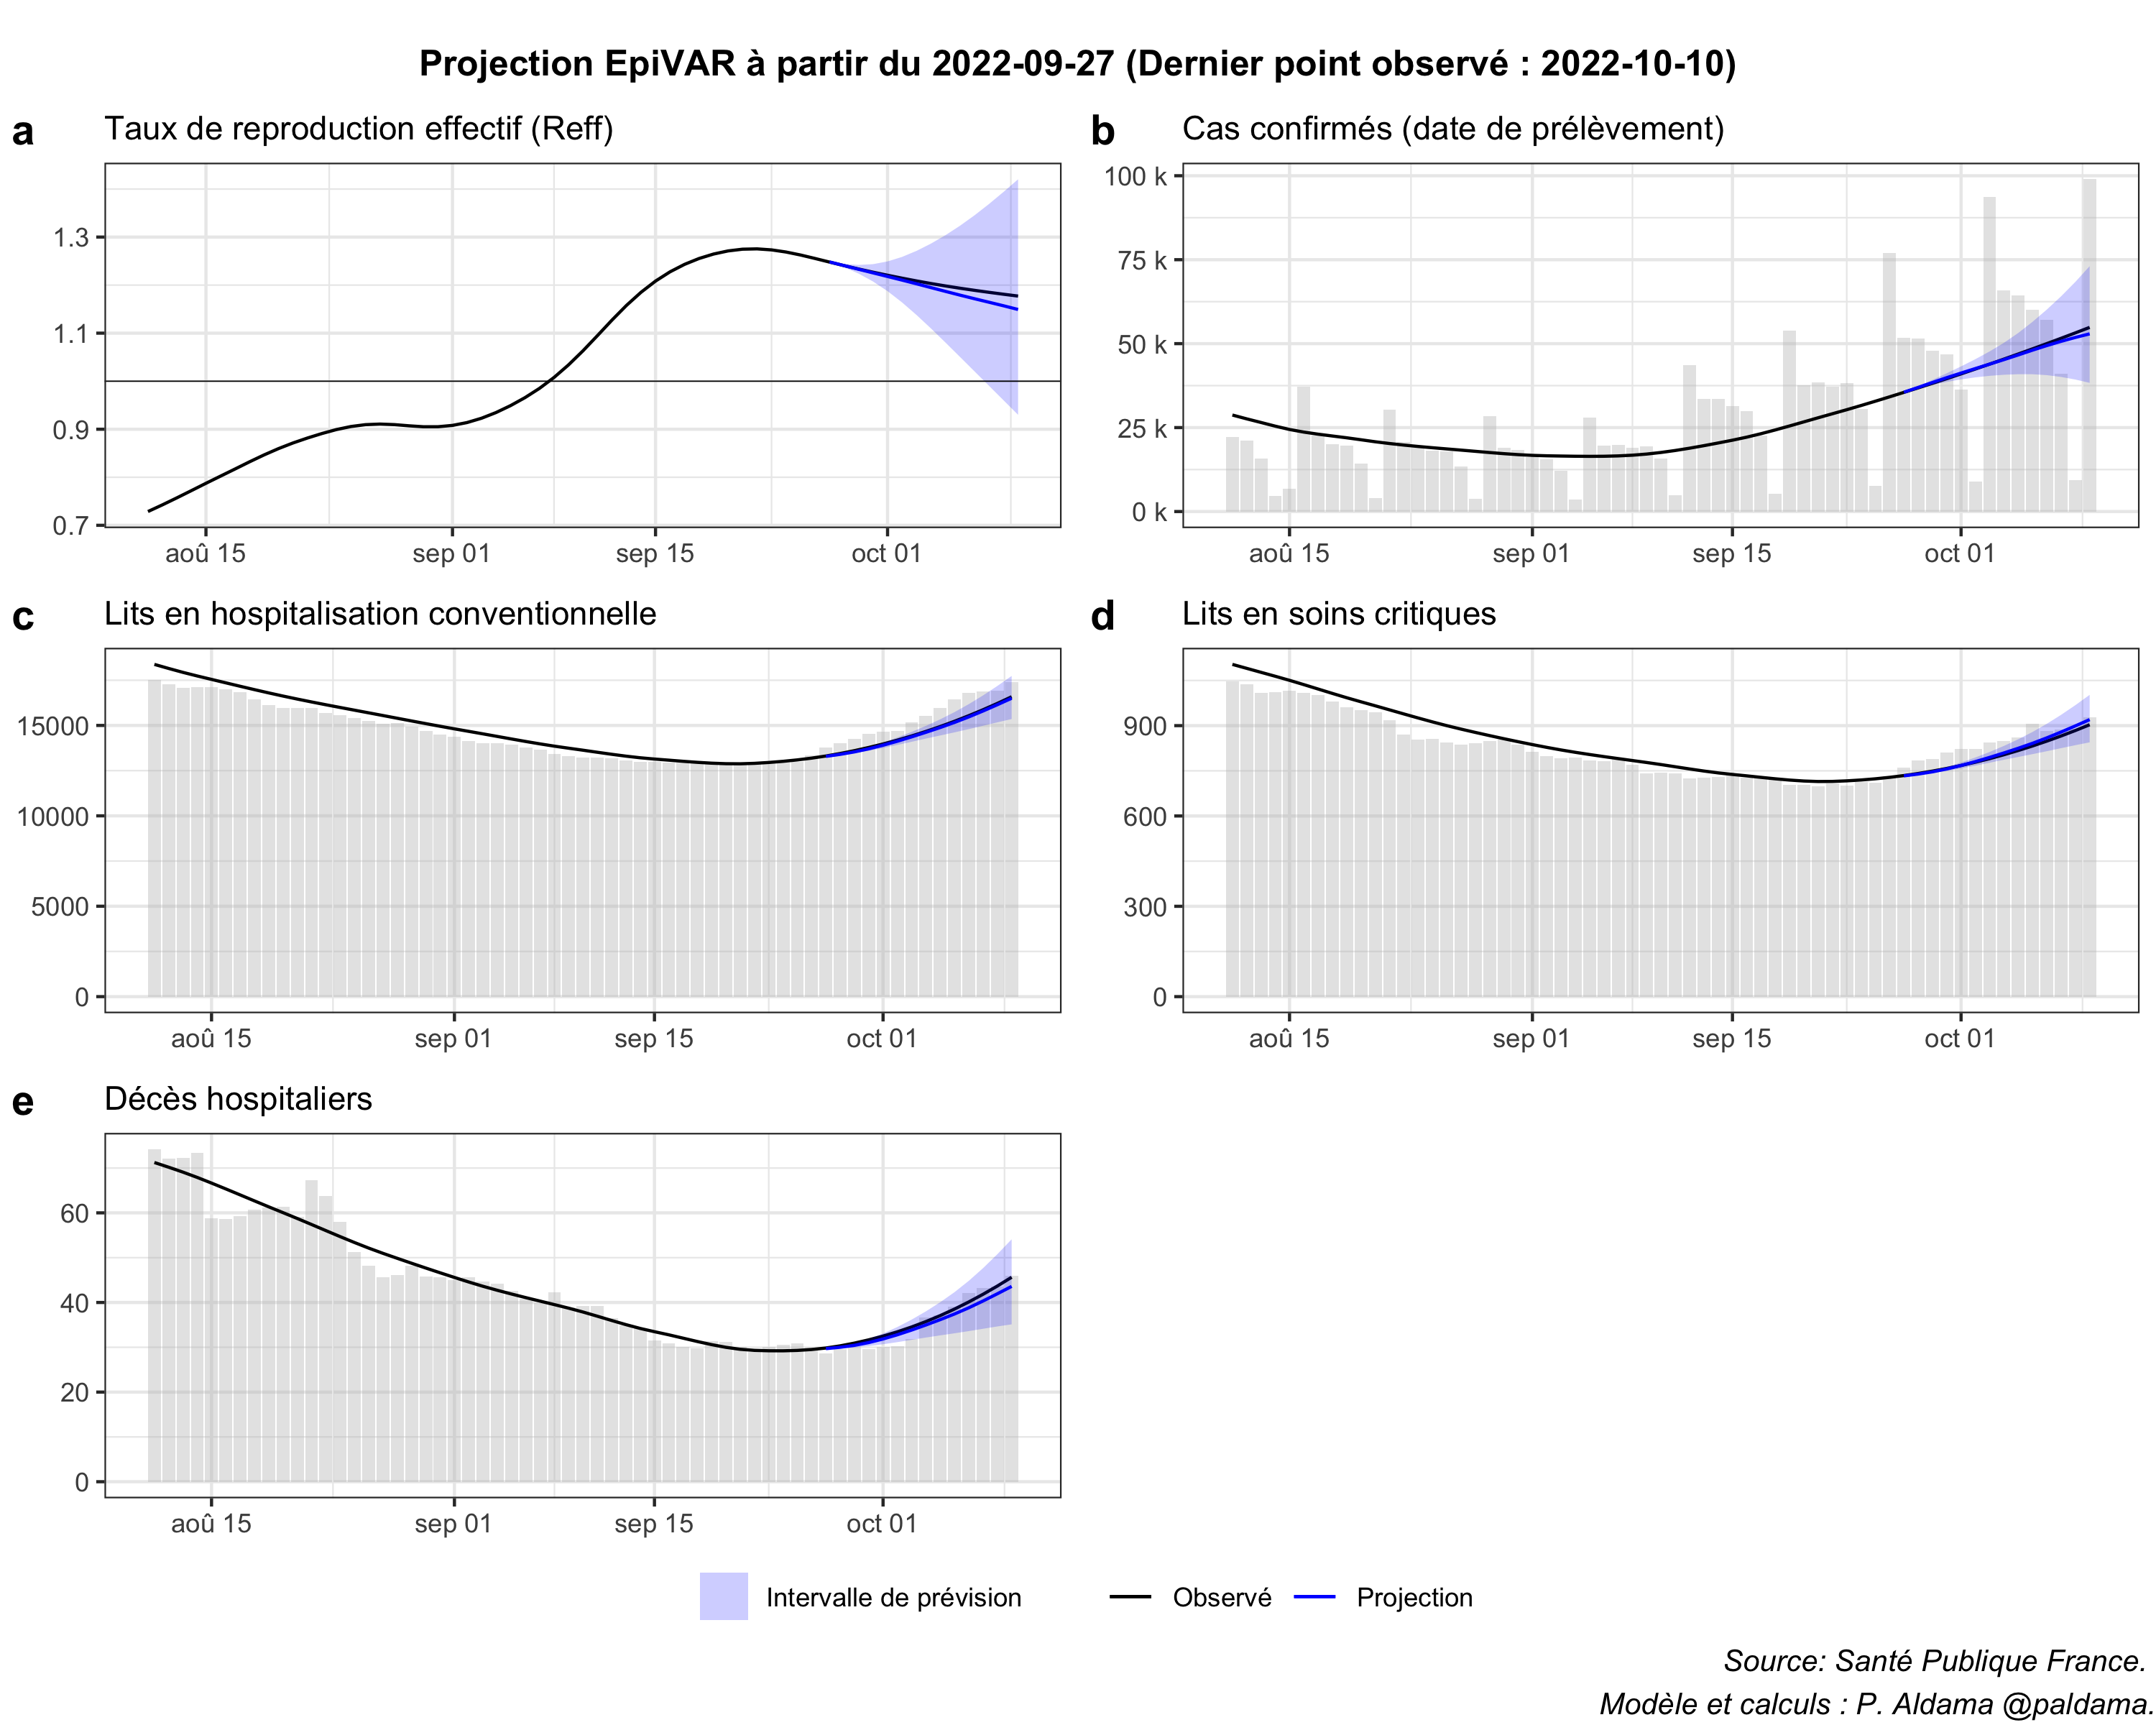 Projection EpiVAR à partir du 2022-09-27 (Dernier point observé : 2022-10-10)
a Taux de reproduction effectif (Reff)
1.3
1.1
0.9
0.7
aoû 15 sep 01 sep 15 oct 01
b Cas confirmés (date de prélèvement)
100 k
75 k
50 k
25 k
0 k
aoû 15 sep 01 sep 15 oct 01
c Lits en hospitalisation conventionnelle
15000
10000
5000
0
aoû 15 sep 01 sep 15 oct 01
d Lits en soins critiques
900
600
300
0
aoû 15 sep 01 sep 15 oct 01
e Décès hospitaliers
60
40
20
0
aoû 15 sep 01 sep 15 oct 01
Intervalle de prévision Observé Projection
Source: Santé Publique France.
Modèle et calculs : P. Aldama @paldama.